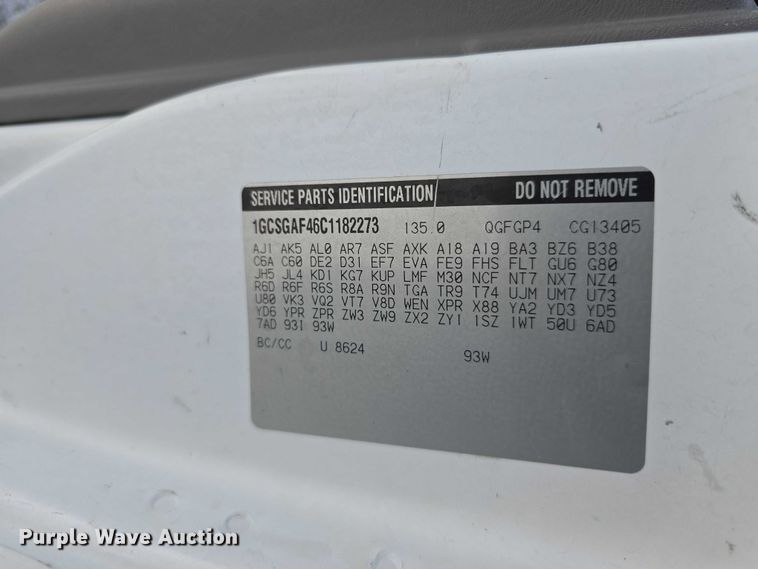 SERVICE PARTS IDENTIFICATION DO NOT REMOVE
1GCSGAF46C1182273 135.0 QGFGP4 CG13405
AJ1 AK5 AL0 AR7 ASF AXK A18 A19 BA3 BZ6 B38
C6A C60 DE2 D31 EF7 EVA FE9 FHS FLT GU6 G80
JH5 JL4 KD1 KG7 KUP LMF M30 NCF NT7 NX7 NZ4
R6D R6F R6S R8A R9N TGA TR9 T74 UJM UM7 U73
U80 VK3 VQ2 VT7 V8D WEN XPR X88 YA2 YD3 YD5
YD6 YPR ZPR ZW3 ZW9 ZX2 ZY1 1SZ 1WT 50U 6AD
7AD 931 93W
BC/CC U 8624 93W
Purple Wave Auction